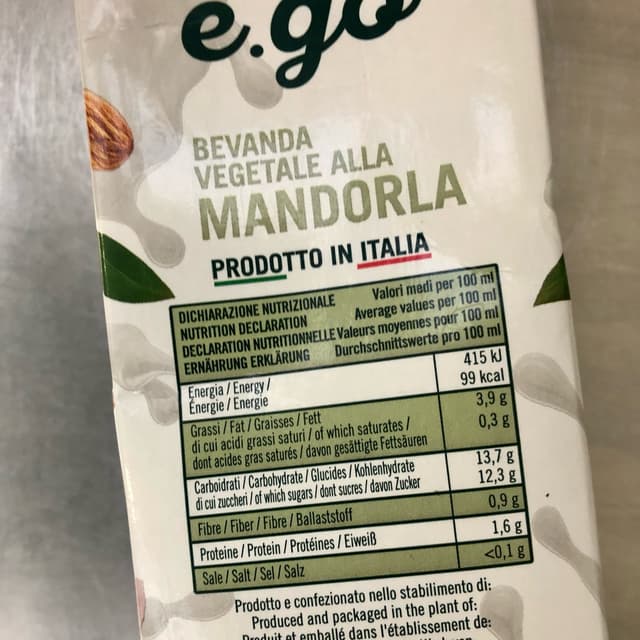 e.go
BEVANDA
VEGETALE ALLA
MANDORLA
PRODOTTO IN ITALIA
DICHIARAZIONE NUTRIZIONALE Valori medi per 100 ml
NUTRITION DECLARATION Average values per 100 ml
DECLARATION NUTRITIONNELLE Valeurs moyennes pour 100 ml
ERNÄHRUNG ERKLÄRUNG Durchschnittswerte pro 100 ml
Energia / Energy / 415 kJ
Énergie / Energie 99 kcal
Grassi / Fat / Graisses / Fett 3,9 g
di cui acidi grassi saturi / of which saturates / 0,3 g
dont acides gras saturés / davon gesättigte Fettsäuren
Carboidrati / Carbohydrate / Glucides / Kohlenhydrate 13,7 g
di cui zuccheri / of which sugars / dont sucres / davon Zucker 12,3 g
Fibre / Fiber / Fibre / Ballaststoff 0,9 g
Proteine / Protein / Protéines / Eiweiß 1,6 g
Sale / Salt / Sel / Salz <0,1 g
Prodotto e confezionato nello stabilimento di:
Produced and packaged in the plant of:
Produit et emballé dans l'établissement de: